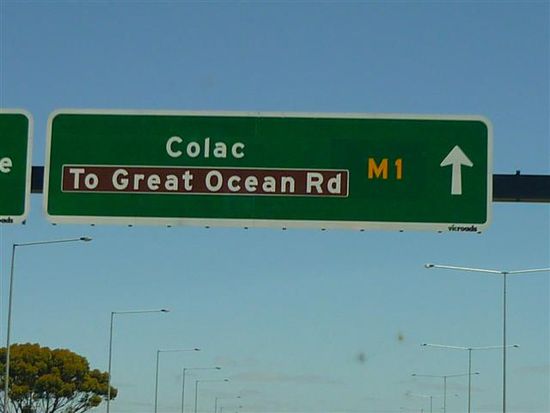 Colac
To Great Ocean Rd
M1
vicroads
e